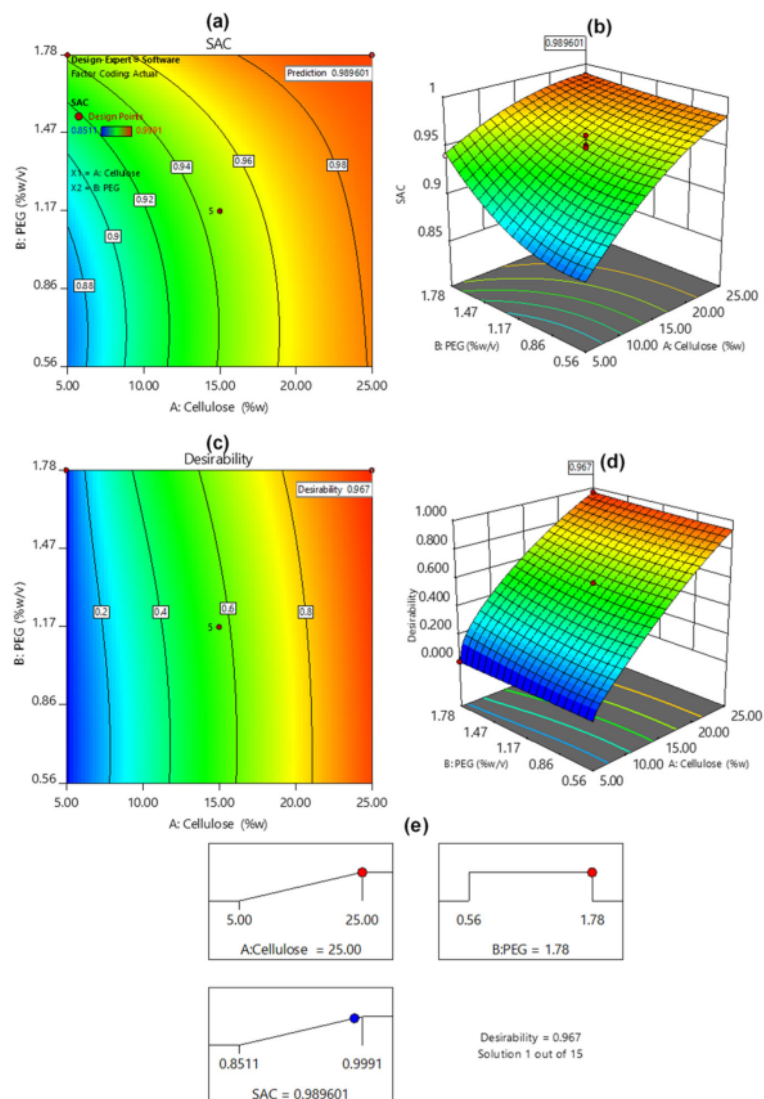 (a)
SAC
Design-Expert® Software
Factor Coding: Actual
Prediction 0.989601
SAC
Design Points
0.8511 0.9991
X1 = A: Cellulose
X2 = B: PEG
0.88
0.9
0.92
0.94
0.96
0.98
5
1.78
1.47
1.17
0.86
0.56
B: PEG (%w/v)
5.00 10.00 15.00 20.00 25.00
A: Cellulose (%w)
(b)
0.989601
1
0.95
0.9
0.85
SAC
1.78
1.47
1.17
0.86
0.56
B: PEG (%w/v)
5.00
10.00
15.00
20.00
25.00
A: Cellulose (%w)
(c)
Desirability
Desirability 0.967
0.2
0.4
0.6
0.8
5
1.78
1.47
1.17
0.86
0.56
B: PEG (%w/v)
5.00 10.00 15.00 20.00 25.00
A: Cellulose (%w)
(d)
0.967
1.000
0.800
0.600
0.400
0.200
0.000
Desirability
1.78
1.47
1.17
0.86
0.56
B: PEG (%w/v)
5.00
10.00
15.00
20.00
25.00
A: Cellulose (%w)
(e)
5.00 25.00
A:Cellulose = 25.00
0.56 1.78
B:PEG = 1.78
0.8511 0.9991
SAC = 0.989601
Desirability = 0.967
Solution 1 out of 15